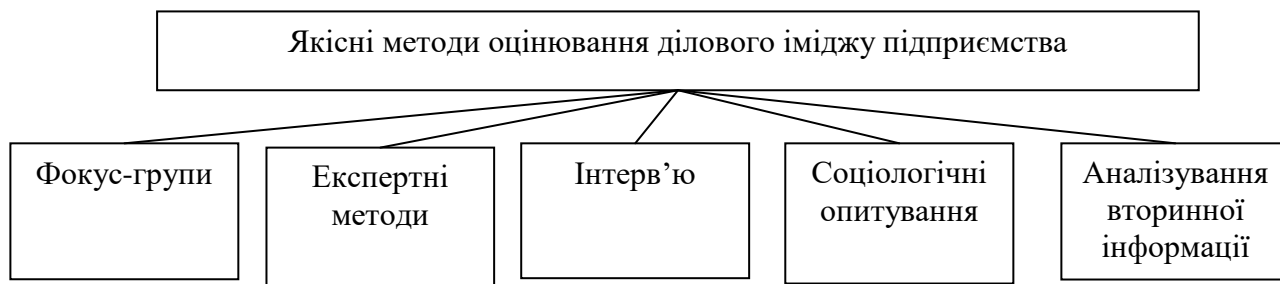 Якісні методи оцінювання ділового іміджу підприємства
Фокус-групи
Експертні
методи
Інтерв’ю
Соціологічні
опитування
Аналізування
вторинної
інформації